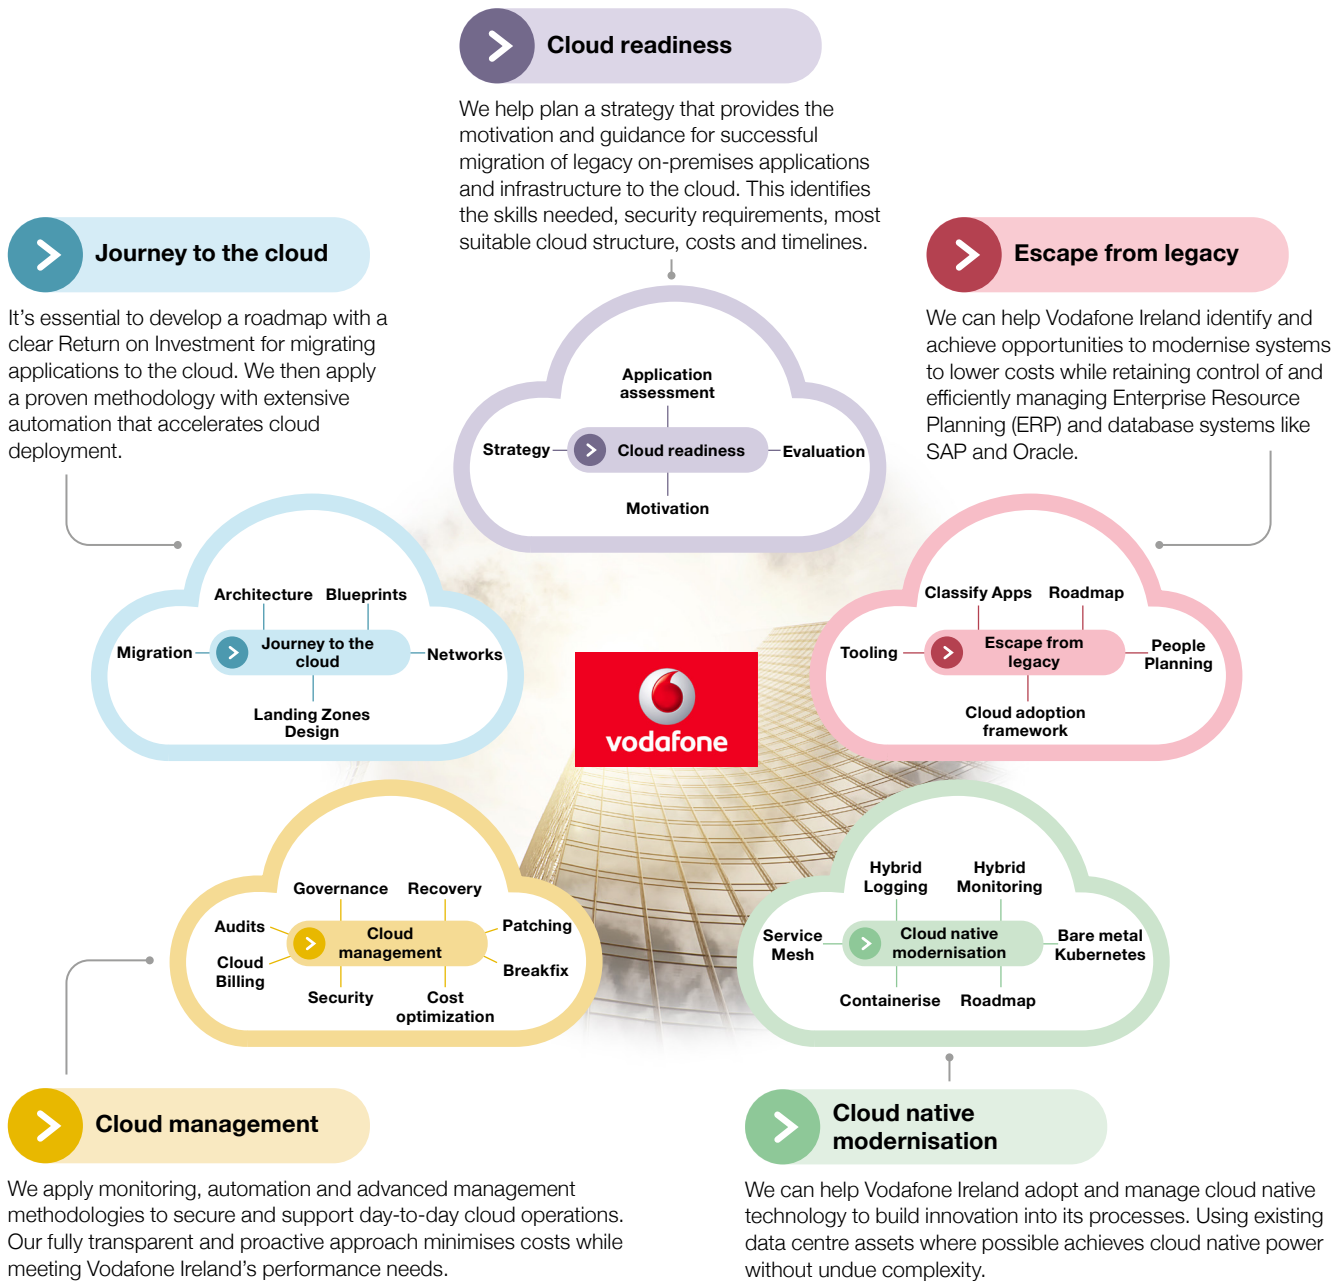 Cloud readiness
We help plan a strategy that provides the
motivation and guidance for successful
migration of legacy on-premises applications
and infrastructure to the cloud. This identifies
the skills needed, security requirements, most
suitable cloud structure, costs and timelines.
Journey to the cloud
It's essential to develop a roadmap with a
clear Return on Investment for migrating
applications to the cloud. We then apply
a proven methodology with extensive
automation that accelerates cloud
deployment.
Escape from legacy
We can help Vodafone Ireland identify and
achieve opportunities to modernise systems
to lower costs while retaining control of and
efficiently managing Enterprise Resource
Planning (ERP) and database systems like
SAP and Oracle.
Application
assessment
Strategy
Cloud readiness
Evaluation
Motivation
Architecture
Blueprints
Migration
Journey to the
cloud
Networks
Landing Zones
Design
vodafone
Classify Apps
Roadmap
Tooling
Escape from
legacy
People
Planning
Cloud adoption
framework
Governance
Recovery
Audits
Cloud
management
Patching
Cloud
Billing
Breakfix
Security
Cost
optimization
Hybrid
Logging
Hybrid
Monitoring
Service
Mesh
Cloud native
modernisation
Bare metal
Kubernetes
Containerise
Roadmap
Cloud management
We apply monitoring, automation and advanced management
methodologies to secure and support day-to-day cloud operations.
Our fully transparent and proactive approach minimises costs while
meeting Vodafone Ireland's performance needs.
Cloud native
modernisation
We can help Vodafone Ireland adopt and manage cloud native
technology to build innovation into its processes. Using existing
data centre assets where possible achieves cloud native power
without undue complexity.